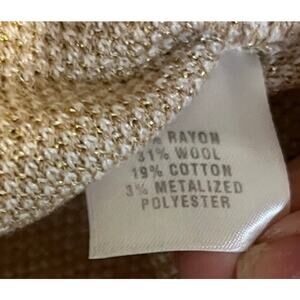 % RAYON
31% WOOL
19% COTTON
3% METALIZED
POLYESTER